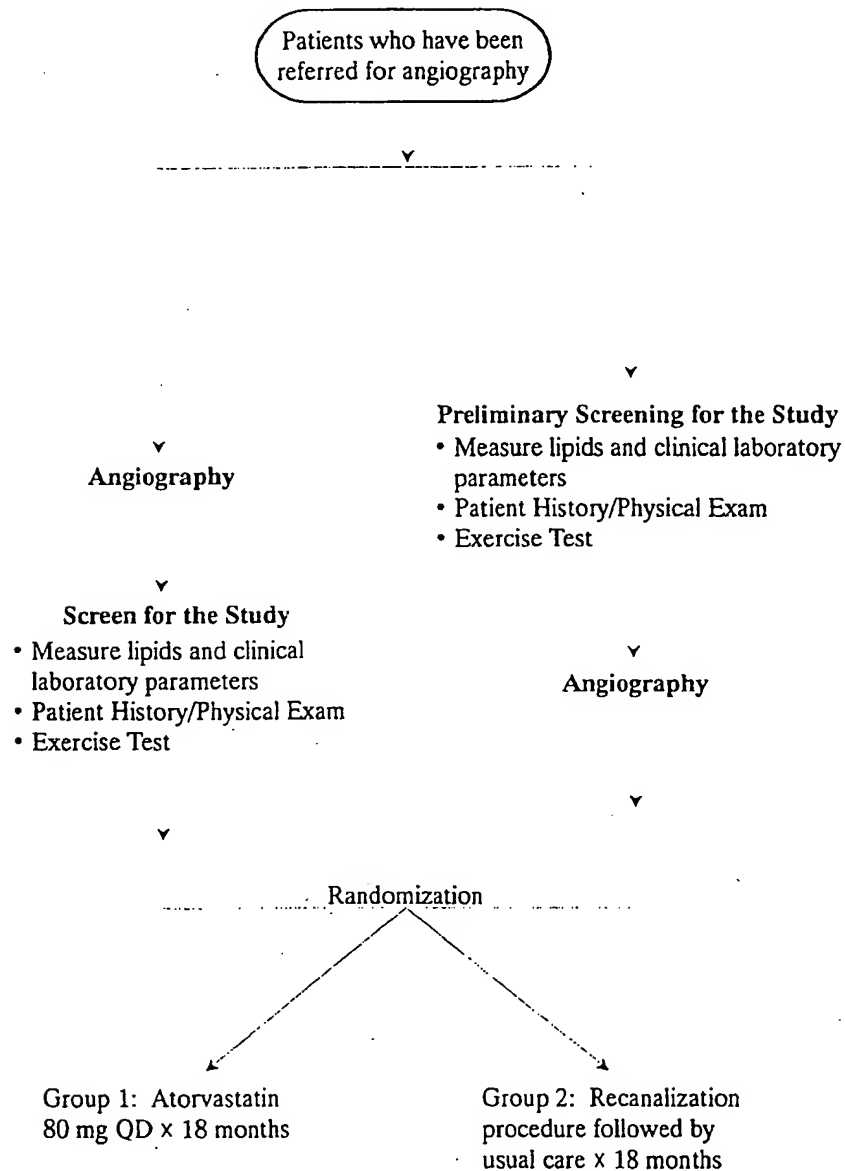 Patients who have been
referred for angiography
Angiography
Screen for the Study
• Measure lipids and clinical
laboratory parameters
• Patient History/Physical Exam
• Exercise Test
Preliminary Screening for the Study
• Measure lipids and clinical laboratory
parameters
• Patient History/Physical Exam
• Exercise Test
Angiography
Randomization
Group 1: Atorvastatin
80 mg QD x 18 months
Group 2: Recanalization
procedure followed by
usual care x 18 months